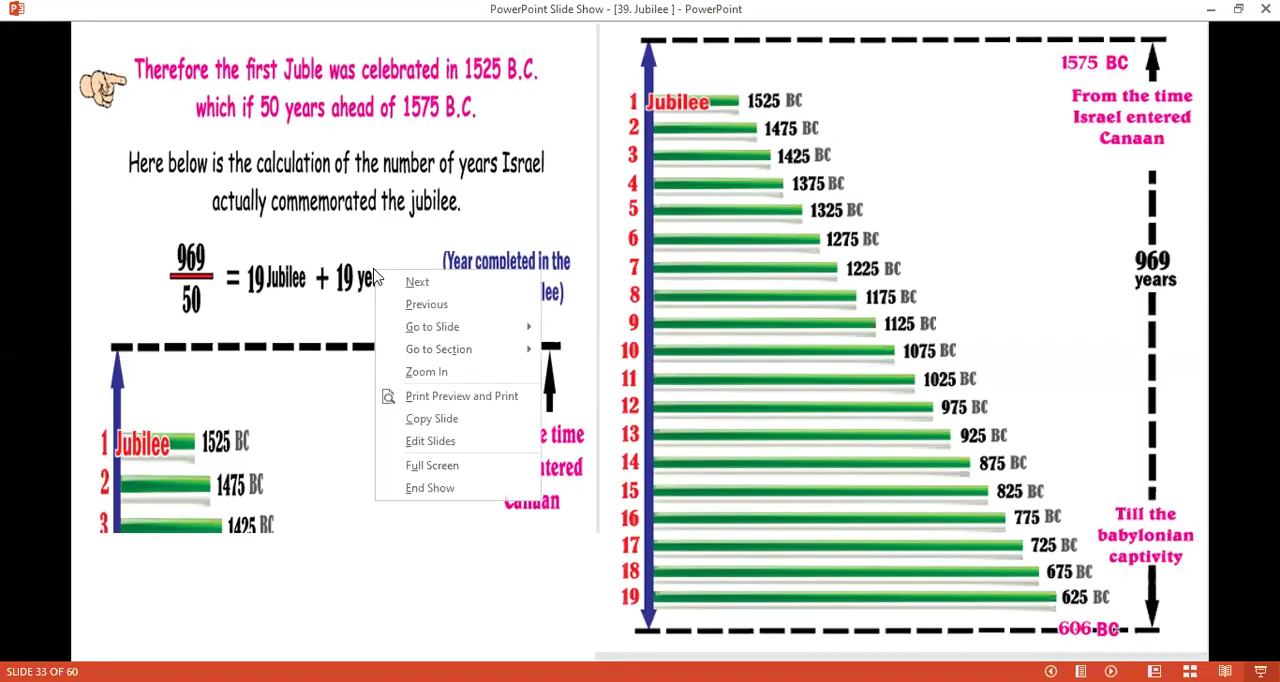 PowerPoint Slide Show - [39. Jubilee ] - PowerPoint
Therefore the first Juble was celebrated in 1525 B.C.
which if 50 years ahead of 1575 B.C.
Here below is the calculation of the number of years Israel
actually commemorated the jubilee.
969
50
= 19 Jubilee + 19
(Year completed in the
Next
Previous
Go to Slide
Go to Section
Zoom In
Print Preview and Print
Copy Slide
Edit Slides
Full Screen
End Show
1 Jubilee 1525 BC
2 1475 BC
3 1425 BC
time
Canaan
1575 BC
From the time
Israel entered
Canaan
1 Jubilee 1525 BC
2 1475 BC
3 1425 BC
4 1375 BC
5 1325 BC
6 1275 BC
7 1225 BC
8 1175 BC
9 1125 BC
10 1075 BC
11 1025 BC
12 975 BC
13 925 BC
14 875 BC
15 825 BC
16 775 BC
17 725 BC
18 675 BC
19 625 BC
969
years
Till the
babylonian
captivity
606 BC
SLIDE 33 OF 60